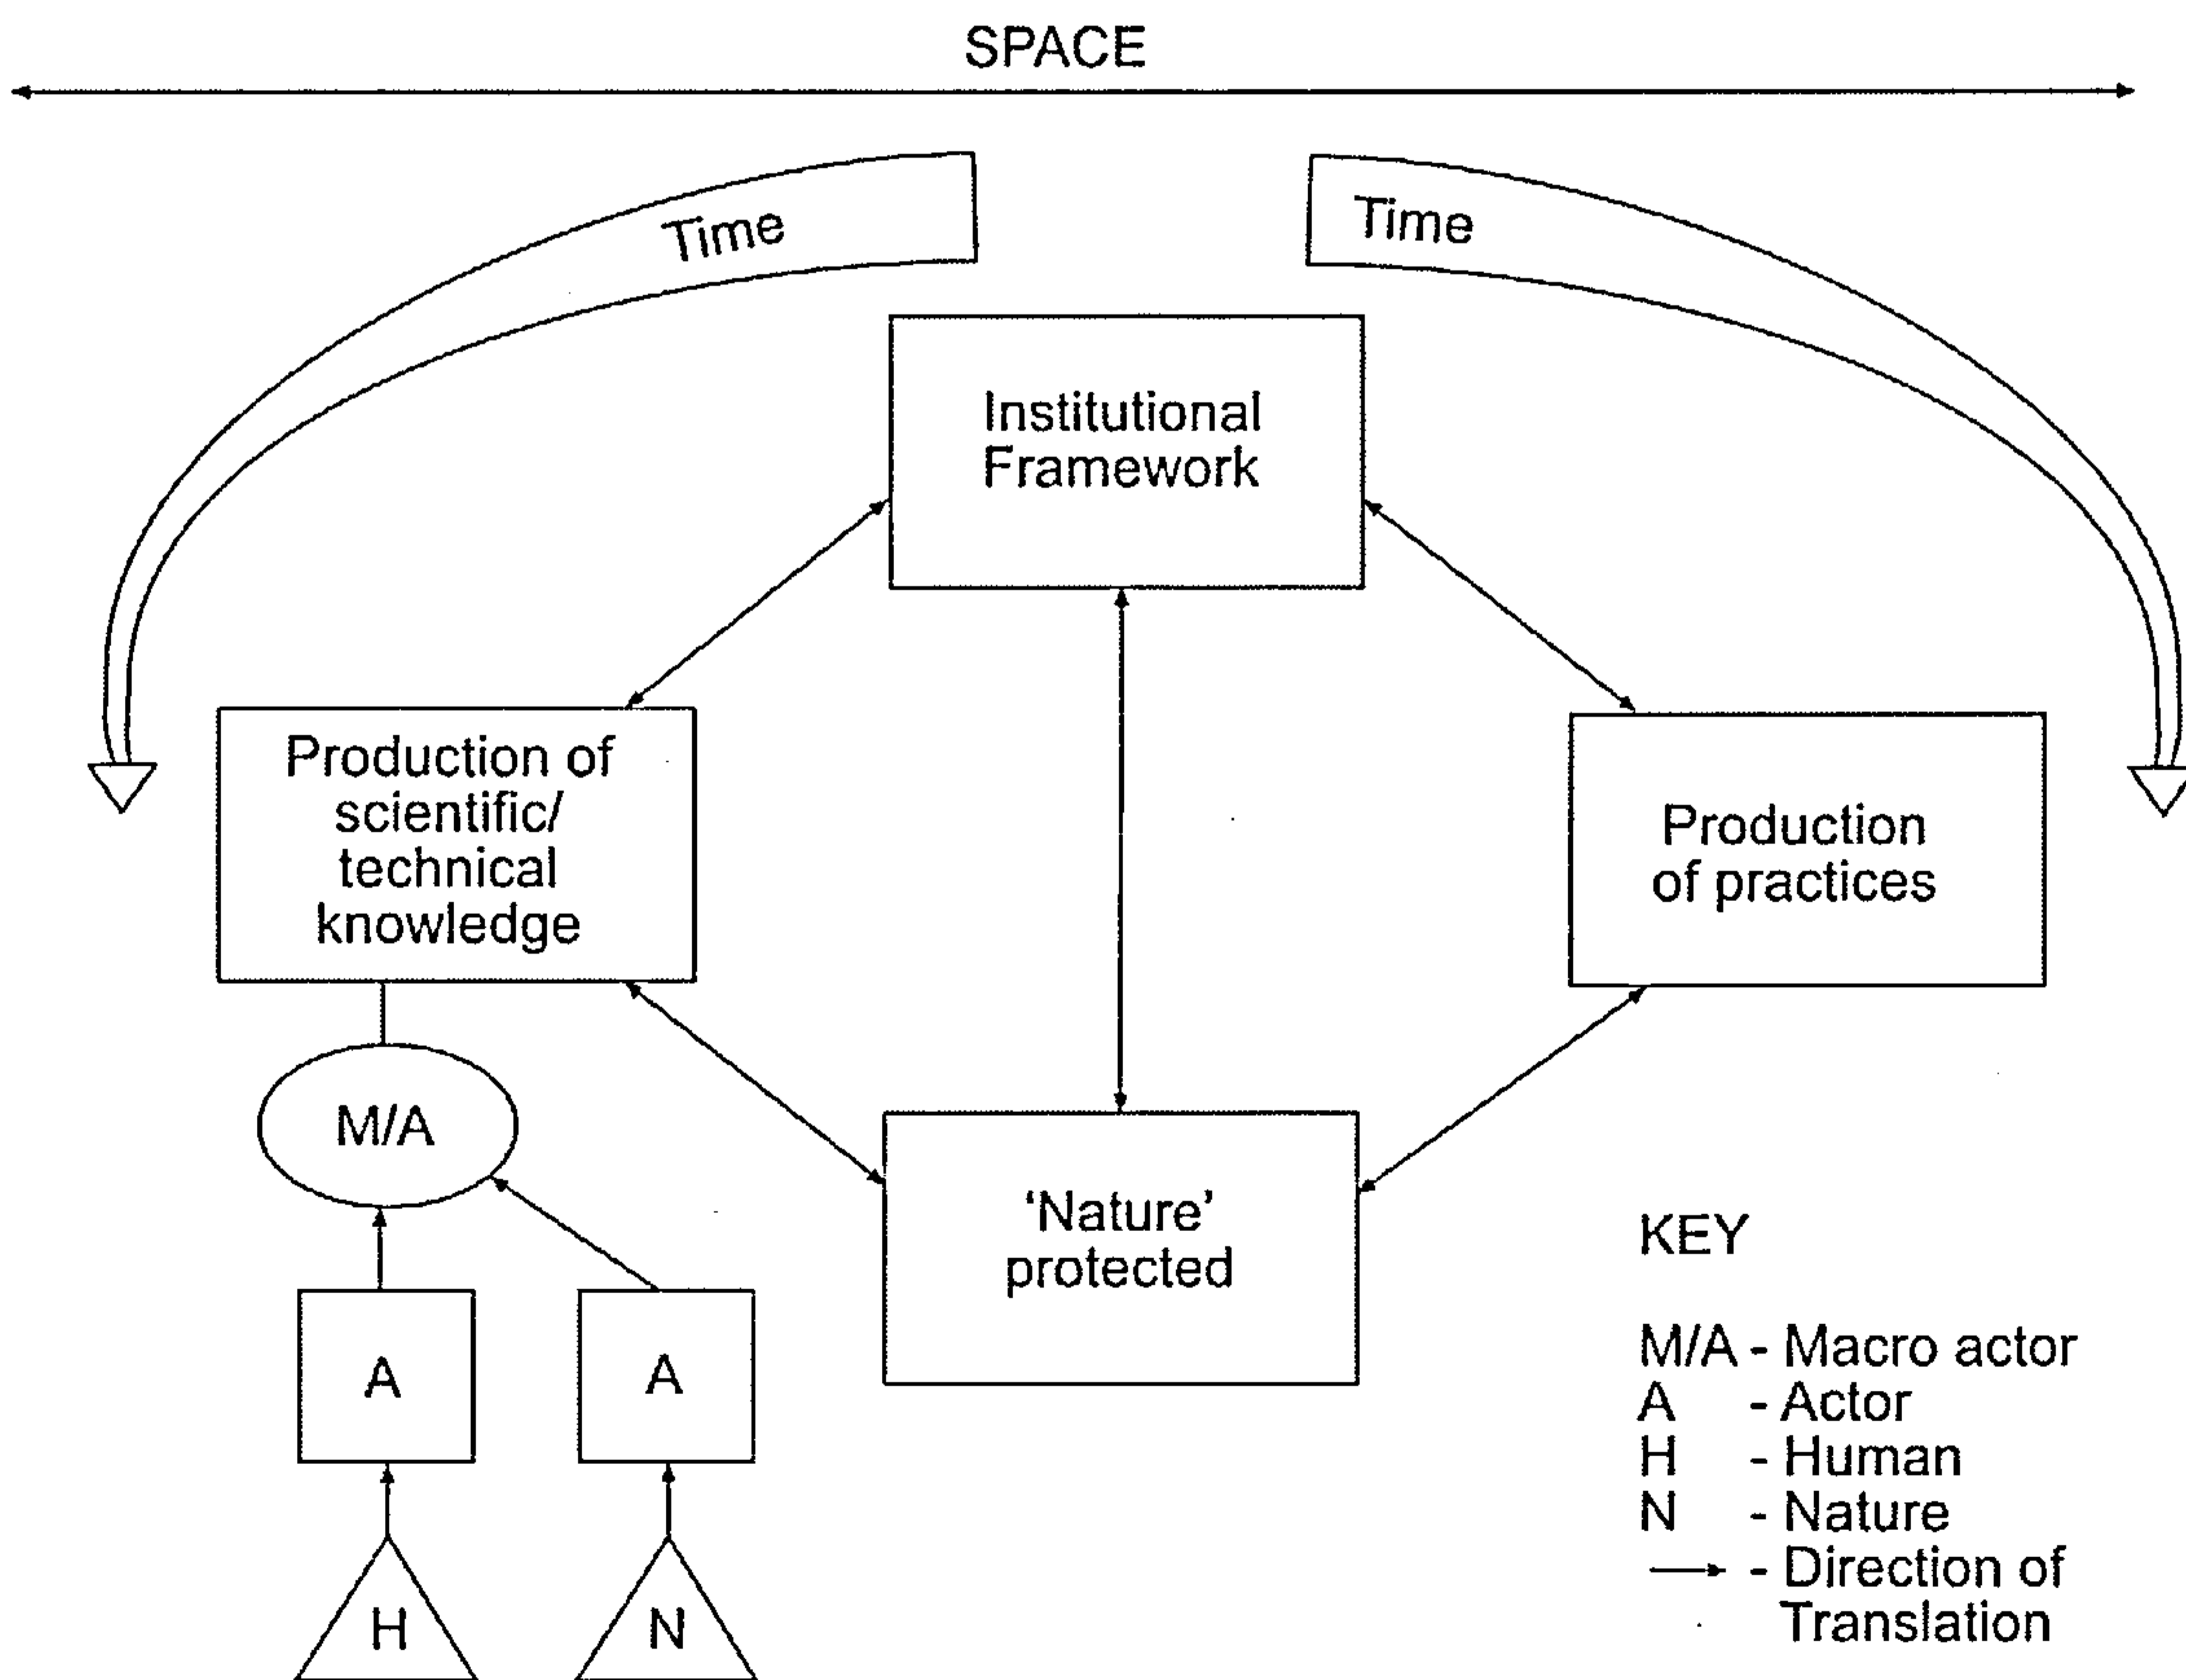 SPACE
Time
Time
Institutional
Framework
Production of
scientific/
technical
knowledge
Production
of practices
M/A
'Nature'
protected
A
A
H
N
KEY
M/A - Macro actor
A - Actor
H - Human
N - Nature
- Direction of
Translation